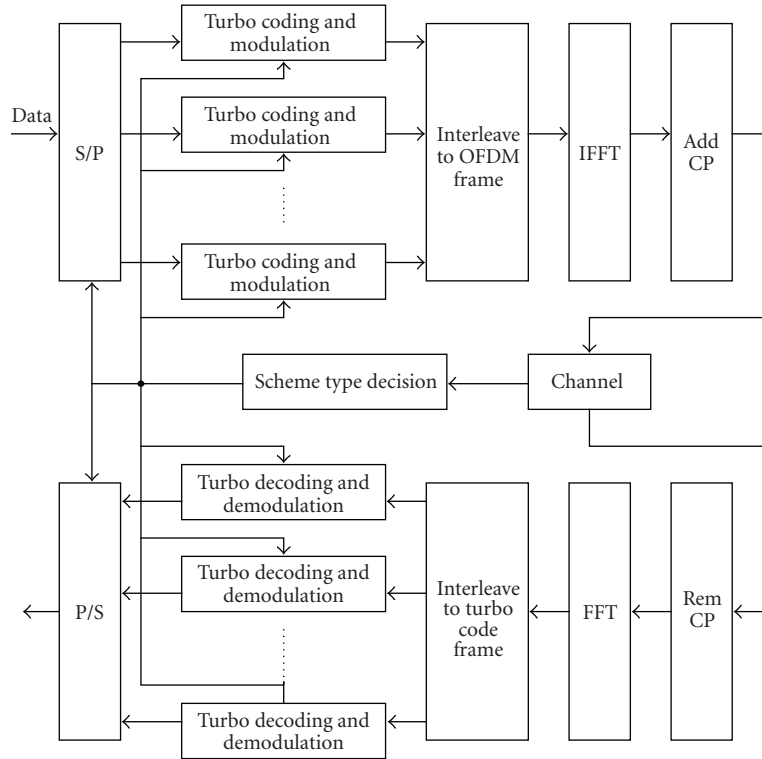 Turbo coding and
modulation
Data
S/P
Turbo coding and
modulation
Interleave
to OFDM
frame
IFFT
Add
CP
Turbo coding and
modulation
Scheme type decision
Channel
Turbo decoding and
demodulation
P/S
Turbo decoding and
demodulation
Interleave
to turbo
code
frame
FFT
Rem
CP
Turbo decoding and
demodulation